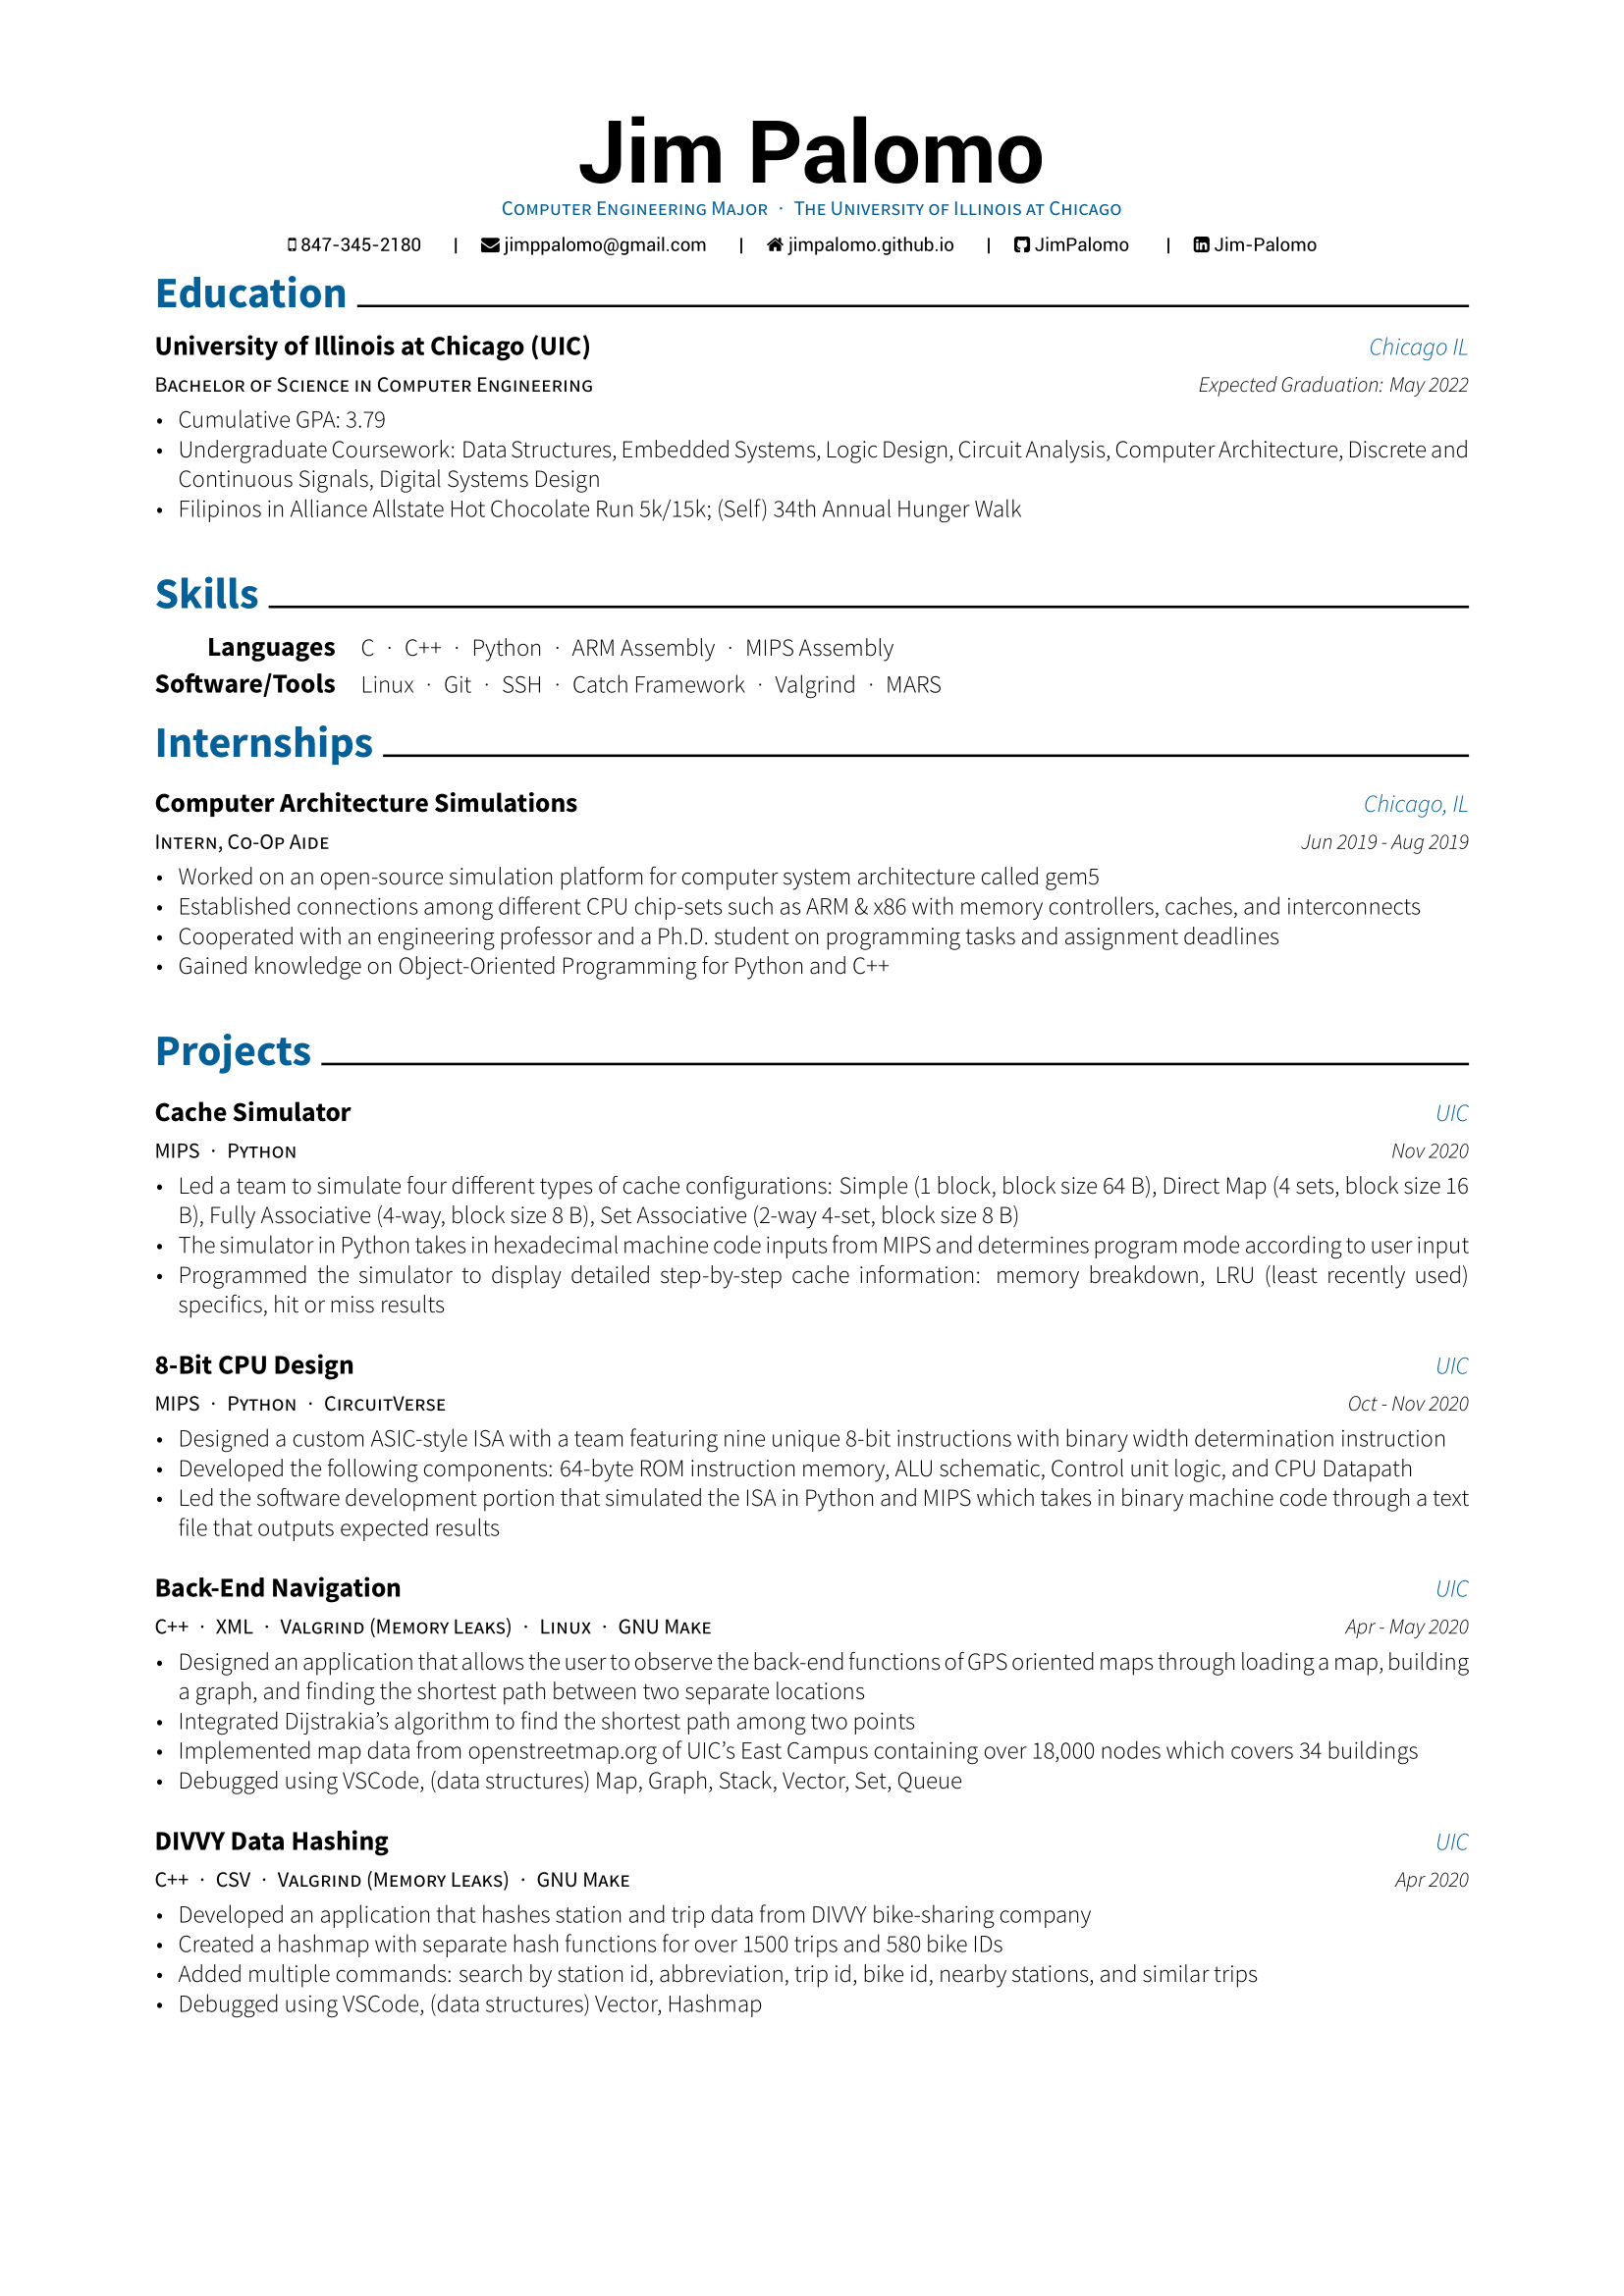 Jim Palomo
Computer Engineering Major · The University of Illinois at Chicago
847-345-2180 | jimppalomo@gmail.com | jimpalomo.github.io | JimPalomo | Jim-Palomo
Education
University of Illinois at Chicago (UIC) Chicago IL
Bachelor of Science in Computer Engineering Expected Graduation: May 2022
• Cumulative GPA: 3.79
• Undergraduate Coursework: Data Structures, Embedded Systems, Logic Design, Circuit Analysis, Computer Architecture, Discrete and
Continuous Signals, Digital Systems Design
• Filipinos in Alliance Allstate Hot Chocolate Run 5k/15k; (Self) 34th Annual Hunger Walk
Skills
Languages C · C++ · Python · ARM Assembly · MIPS Assembly
Software/Tools Linux · Git · SSH · Catch Framework · Valgrind · MARS
Internships
Computer Architecture Simulations Chicago, IL
Intern, Co-Op Aide Jun 2019 - Aug 2019
• Worked on an open-source simulation platform for computer system architecture called gem5
• Established connections among different CPU chip-sets such as ARM & x86 with memory controllers, caches, and interconnects
• Cooperated with an engineering professor and a Ph.D. student on programming tasks and assignment deadlines
• Gained knowledge on Object-Oriented Programming for Python and C++
Projects
Cache Simulator UIC
MIPS · Python Nov 2020
• Led a team to simulate four different types of cache configurations: Simple (1 block, block size 64 B), Direct Map (4 sets, block size 16
B), Fully Associative (4-way, block size 8 B), Set Associative (2-way 4-set, block size 8 B)
• The simulator in Python takes in hexadecimal machine code inputs from MIPS and determines program mode according to user input
• Programmed the simulator to display detailed step-by-step cache information: memory breakdown, LRU (least recently used)
specifics, hit or miss results
8-Bit CPU Design UIC
MIPS · Python · CircuitVerse Oct - Nov 2020
• Designed a custom ASIC-style ISA with a team featuring nine unique 8-bit instructions with binary width determination instruction
• Developed the following components: 64-byte ROM instruction memory, ALU schematic, Control unit logic, and CPU Datapath
• Led the software development portion that simulated the ISA in Python and MIPS which takes in binary machine code through a text
file that outputs expected results
Back-End Navigation UIC
C++ · XML · Valgrind (Memory Leaks) · Linux · GNU Make Apr - May 2020
• Designed an application that allows the user to observe the back-end functions of GPS oriented maps through loading a map, building
a graph, and finding the shortest path between two separate locations
• Integrated Dijstrakia’s algorithm to find the shortest path among two points
• Implemented map data from openstreetmap.org of UIC’s East Campus containing over 18,000 nodes which covers 34 buildings
• Debugged using VSCode, (data structures) Map, Graph, Stack, Vector, Set, Queue
DIVVY Data Hashing UIC
C++ · CSV · Valgrind (Memory Leaks) · GNU Make Apr 2020
• Developed an application that hashes station and trip data from DIVVY bike-sharing company
• Created a hashmap with separate hash functions for over 1500 trips and 580 bike IDs
• Added multiple commands: search by station id, abbreviation, trip id, bike id, nearby stations, and similar trips
• Debugged using VSCode, (data structures) Vector, Hashmap